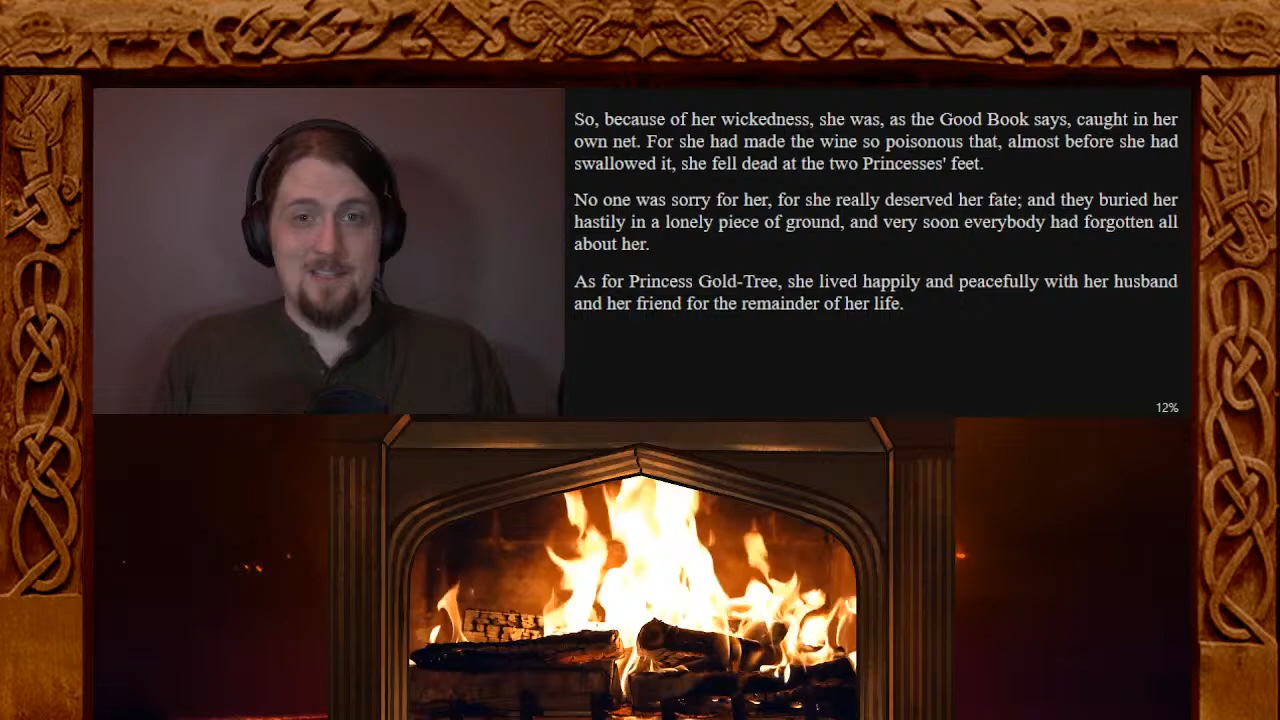 So, because of her wickedness, she was, as the Good Book says, caught in her
own net. For she had made the wine so poisonous that, almost before she had
swallowed it, she fell dead at the two Princesses' feet.
No one was sorry for her, for she really deserved her fate; and they buried her
hastily in a lonely piece of ground, and very soon everybody had forgotten all
about her.
As for Princess Gold-Tree, she lived happily and peacefully with her husband
and her friend for the remainder of her life.
12%